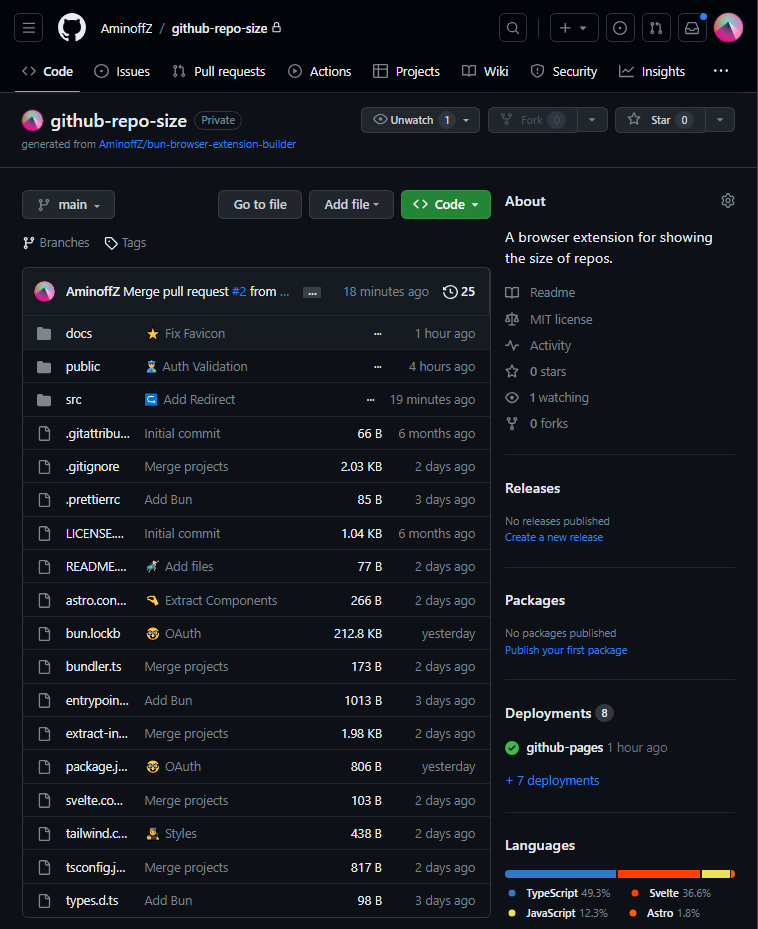 AminoffZ / github-repo-size
Code Issues Pull requests Actions Projects Wiki Security Insights ...
github-repo-size Private Unwatch 1 Fork 0 Star 0
generated from AminoffZ/bun-browser-extension-builder
main Go to file Add file Code
Branches Tags
AminoffZ Merge pull request #2 from ... ... 18 minutes ago 25
docs Fix Favicon ... 1 hour ago
public Auth Validation ... 4 hours ago
src Add Redirect ... 19 minutes ago
.gitattribu... Initial commit 66 B 6 months ago
.gitignore Merge projects 2.03 KB 2 days ago
.prettierrc Add Bun 85 B 3 days ago
LICENSE.... Initial commit 1.04 KB 6 months ago
README.... Add files 77 B 2 days ago
astro.con... Extract Components 266 B 2 days ago
bun.lockb OAuth 212.8 KB yesterday
bundler.ts Merge projects 173 B 2 days ago
entrypoin... Add Bun 1013 B 3 days ago
extract-in... Merge projects 1.98 KB 2 days ago
package.j... OAuth 806 B yesterday
svelte.co... Merge projects 103 B 2 days ago
tailwind.c... Styles 438 B 2 days ago
tsconfig.j... Merge projects 817 B 2 days ago
types.d.ts Add Bun 98 B 3 days ago
About
A browser extension for showing
the size of repos.
Readme
MIT license
Activity
0 stars
1 watching
0 forks
Releases
No releases published
Create a new release
Packages
No packages published
Publish your first package
Deployments 8
github-pages 1 hour ago
+ 7 deployments
Languages
TypeScript 49.3% Svelte 36.6%
JavaScript 12.3% Astro 1.8%